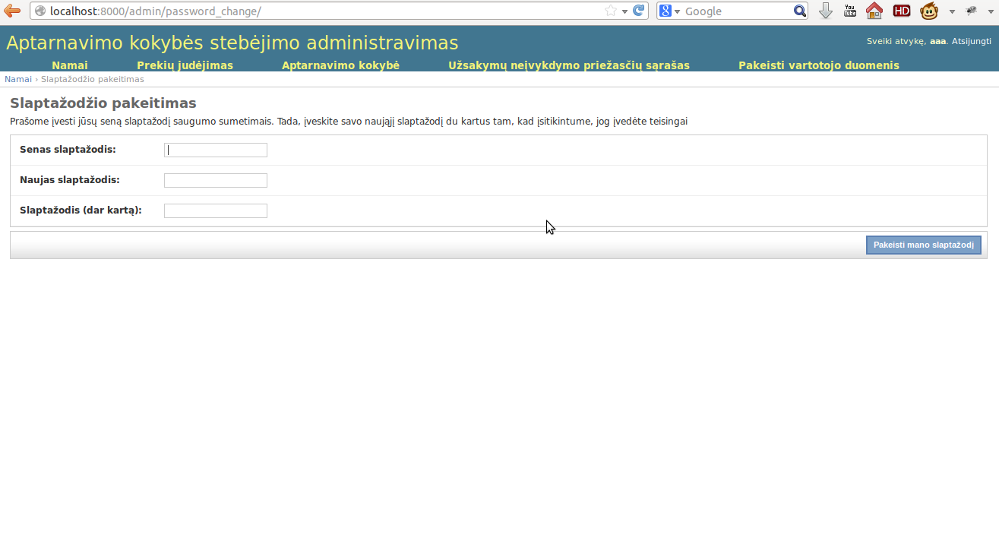 localhost:8000/admin/password_change/
8 Google
You Tube
HD
Aptarnavimo kokybės stebėjimo administravimas
Sveiki atvykę, aaa. Atsijungti
Namai Prekių judėjimas Aptarnavimo kokybė Užsakymų neįvykdymo priežasčių sąrašas Pakeisti vartotojo duomenis
Namai › Slaptažodžio pakeitimas
Slaptažodžio pakeitimas
Prašome įvesti jūsų seną slaptažodį saugumo sumetimais. Tada, įveskite savo naująjį slaptažodį du kartus tam, kad įsitikintume, jog įvedėte teisingai
Senas slaptažodis:
Naujas slaptažodis:
Slaptažodis (dar kartą):
Pakeisti mano slaptažodį